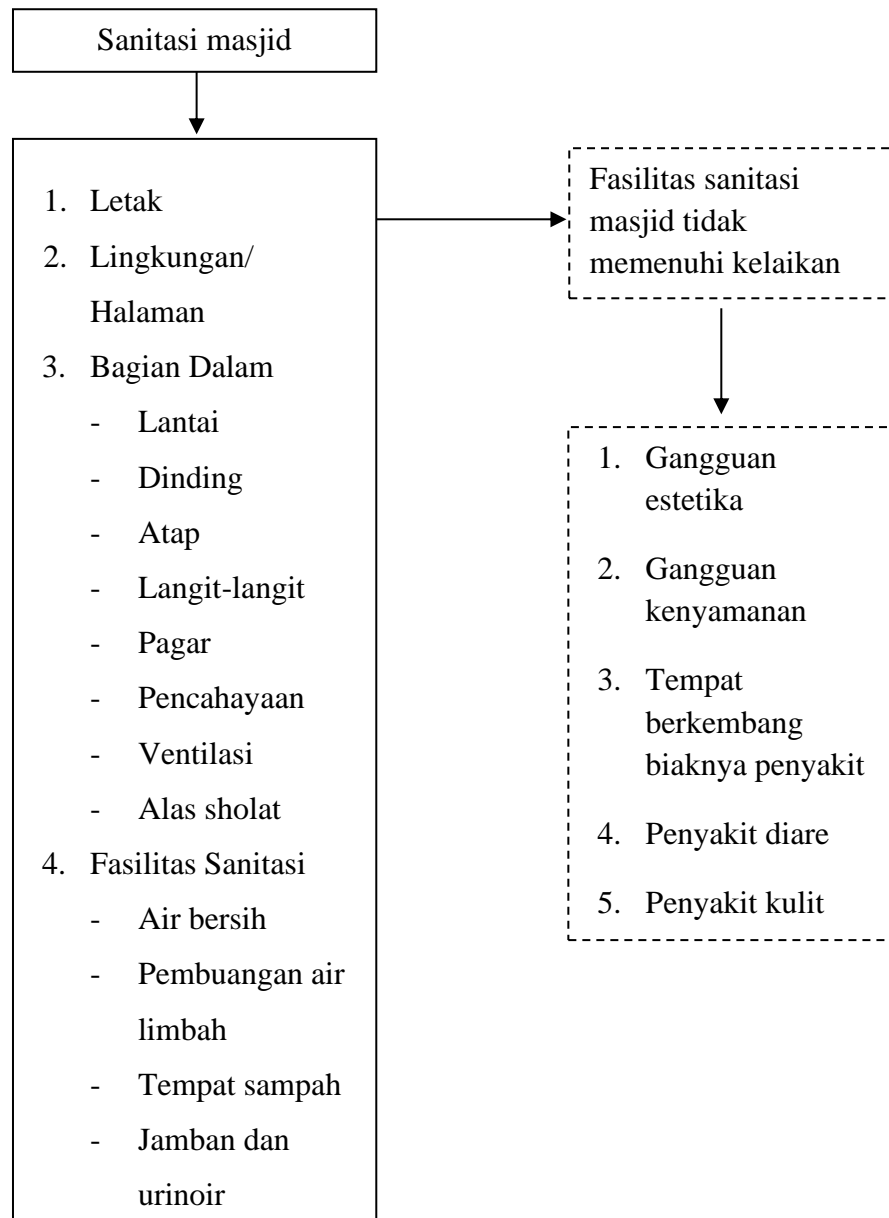 Sanitasi masjid
1. Letak
2. Lingkungan/
Halaman
3. Bagian Dalam
- Lantai
- Dinding
- Atap
- Langit-langit
- Pagar
- Pencahayaan
- Ventilasi
- Alas sholat
4. Fasilitas Sanitasi
- Air bersih
- Pembuangan air
limbah
- Tempat sampah
- Jamban dan
urinoir
Fasilitas sanitasi
masjid tidak
memenuhi kelaikan
1. Gangguan
estetika
2. Gangguan
kenyamanan
3. Tempat
berkembang
biaknya penyakit
4. Penyakit diare
5. Penyakit kulit